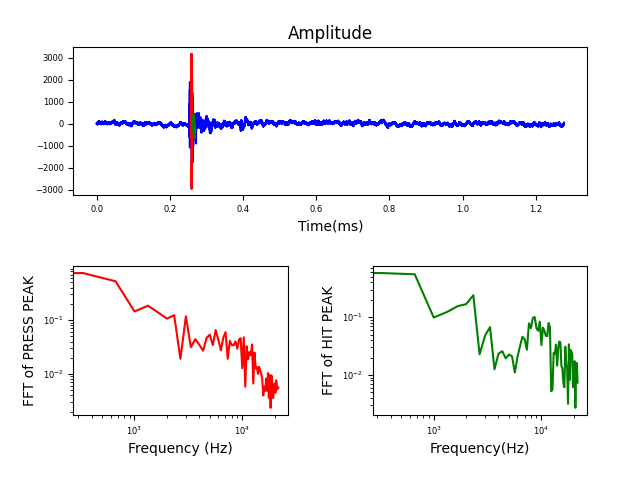 Amplitude
3000
2000
1000
0
−1000
−2000
−3000
0.0 0.2 0.4 0.6 0.8 1.0 1.2
Time(ms)
FFT of PRESS PEAK
10⁻¹
10⁻²
10³ 10⁴
Frequency (Hz)
FFT of HIT PEAK
10⁻¹
10⁻²
10³ 10⁴
Frequency(Hz)